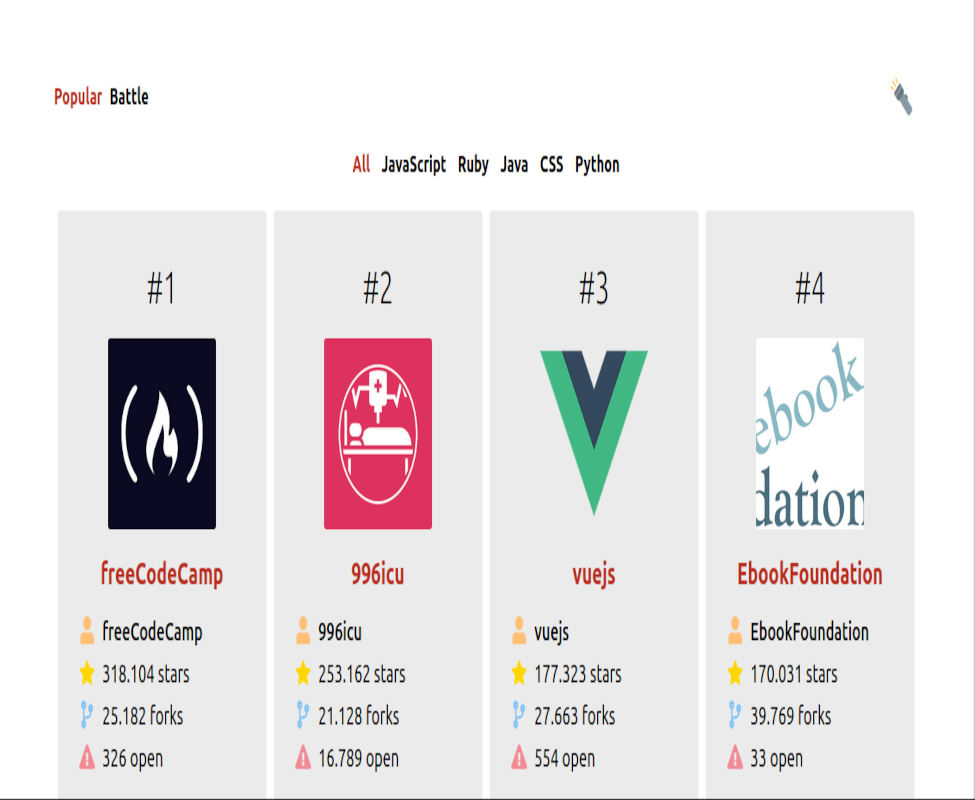 Popular Battle
All JavaScript Ruby Java CSS Python
#1
#2
#3
#4
ebook
dation
freeCodeCamp
996icu
vuejs
EbookFoundation
freeCodeCamp
318.104 stars
25.182 forks
326 open
996icu
253.162 stars
21.128 forks
16.789 open
vuejs
177.323 stars
27.663 forks
554 open
EbookFoundation
170.031 stars
39.769 forks
33 open